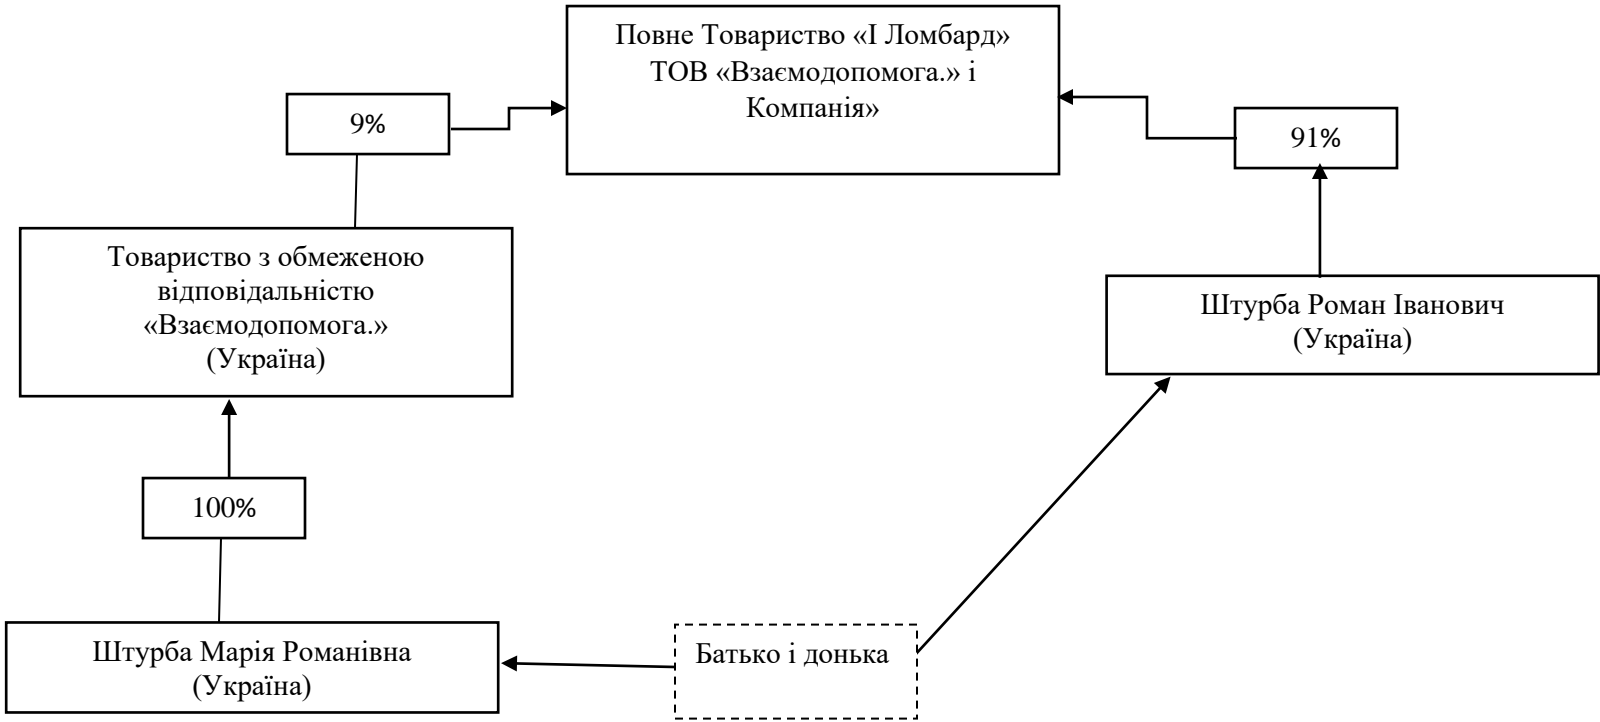 Повне Товариство «І Ломбард»
ТОВ «Взаємодопомога.» і
Компанія»
9%
91%
Товариство з обмеженою
відповідальністю
«Взаємодопомога.»
(Україна)
Штурба Роман Іванович
(Україна)
100%
Штурба Марія Романівна
(Україна)
Батько і донька